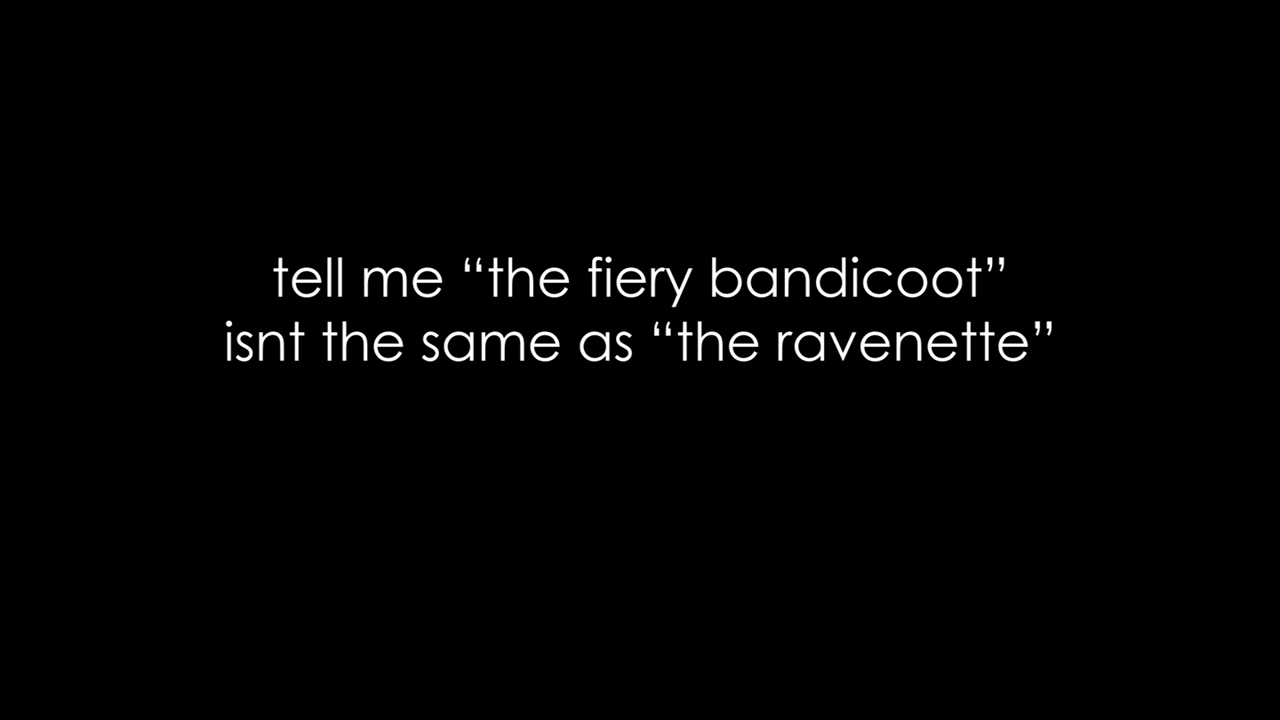 tell me “the fiery bandicoot”
isnt the same as “the ravenette”